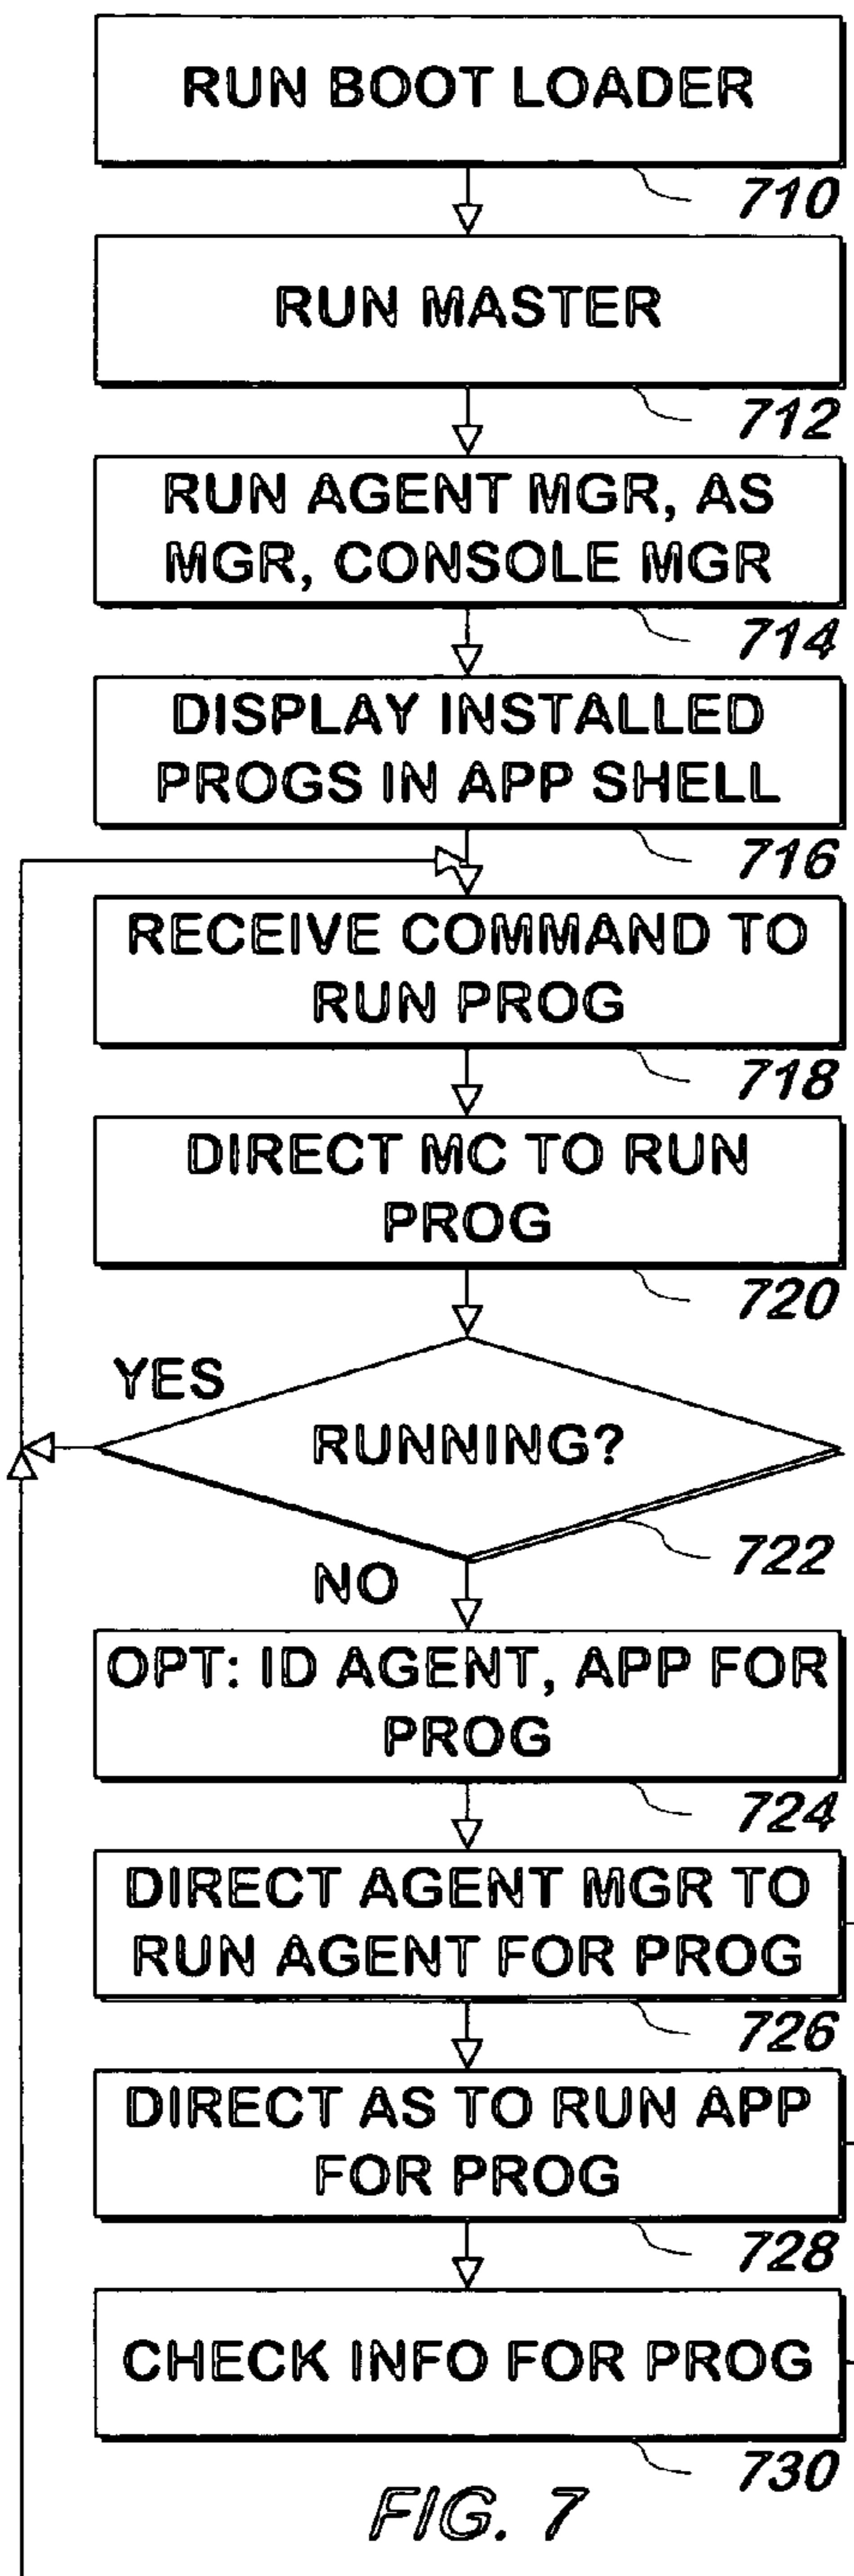 RUN BOOT LOADER
710
RUN MASTER
712
RUN AGENT MGR, AS
MGR, CONSOLE MGR
714
DISPLAY INSTALLED
PROGS IN APP SHELL
716
RECEIVE COMMAND TO
RUN PROG
718
DIRECT MC TO RUN
PROG
720
YES
RUNNING?
722
NO
OPT: ID AGENT, APP FOR
PROG
724
DIRECT AGENT MGR TO
RUN AGENT FOR PROG
726
DIRECT AS TO RUN APP
FOR PROG
728
CHECK INFO FOR PROG
730
FIG. 7